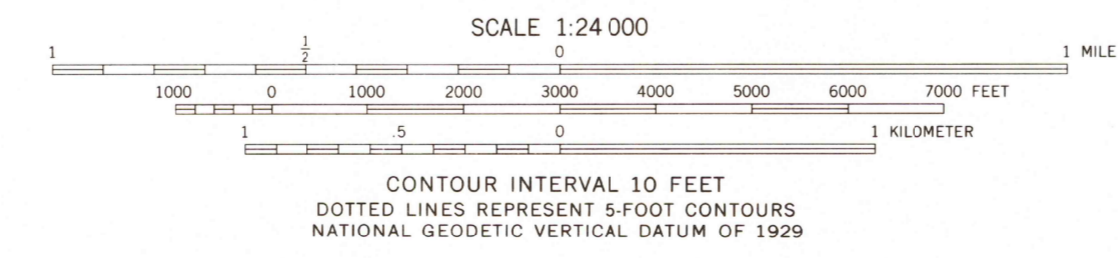 SCALE 1:24 000
1 ½ 0 1 MILE
1000 0 1000 2000 3000 4000 5000 6000 7000 FEET
1 .5 0 1 KILOMETER
CONTOUR INTERVAL 10 FEET
DOTTED LINES REPRESENT 5-FOOT CONTOURS
NATIONAL GEODETIC VERTICAL DATUM OF 1929